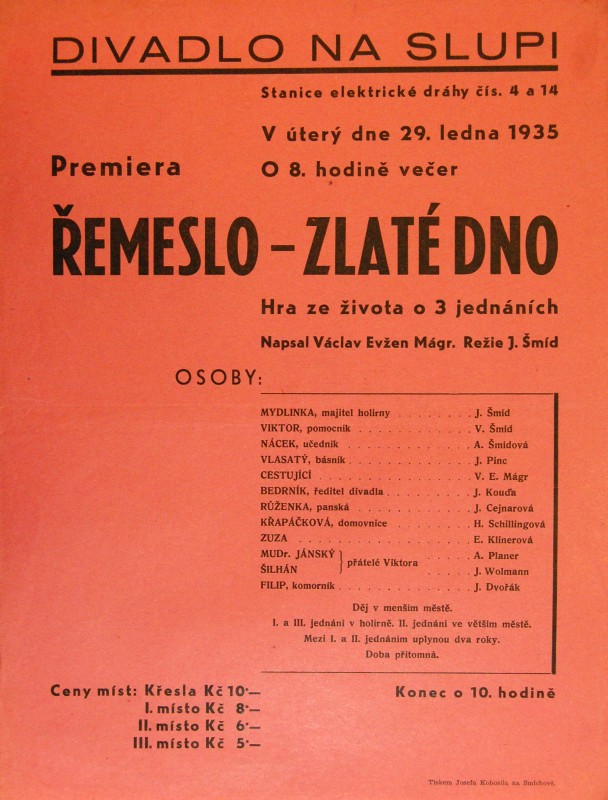 DIVADLO NA SLUPI
Stanice elektrické dráhy čís. 4 a 14
V úterý dne 29. ledna 1935
Premiera O 8. hodině večer
ŘEMESLO – ZLATÉ DNO
Hra ze života o 3 jednáních
Napsal Václav Evžen Mágr. Režie J. Šmíd
OSOBY:
MYDLINKA, majitel holírny . . . . . . . . J. Šmíd
VIKTOR, pomocník . . . . . . . . . . . . V. Šmíd
NÁCEK, učedník . . . . . . . . . . . . . A. Šmídová
VLASATÝ, básník . . . . . . . . . . . . . J. Pinc
CESTUJÍCÍ . . . . . . . . . . . . . . . . V. E. Mágr
BEDRNÍK, ředitel divadla . . . . . . . . . J. Kouďa
RŮŽENKA, panská . . . . . . . . . . . . J. Cejnarová
KŘAPÁČKOVÁ, domovnice . . . . . . . . H. Schillingová
ZUZA . . . . . . . . . . . . . . . . . . E. Klinerová
MUDr. JÁNSKÝ } přátelé Viktora . . . . . A. Planer
ŠILHÁN . . . . . J. Wolmann
FILIP, komorník . . . . . . . . . . . . . J. Dvořák
Děj v menším městě.
I. a III. jednání v holírně. II. jednání ve větším městě.
Mezi I. a II. jednáním uplynou dva roky.
Doba přítomná.
Ceny míst: Křesla Kč 10·— Konec o 10. hodině
I. místo Kč 8·—
II. místo Kč 6·—
III. místo Kč 5·—
Tiskem Josefa Kohosila na Smíchově.